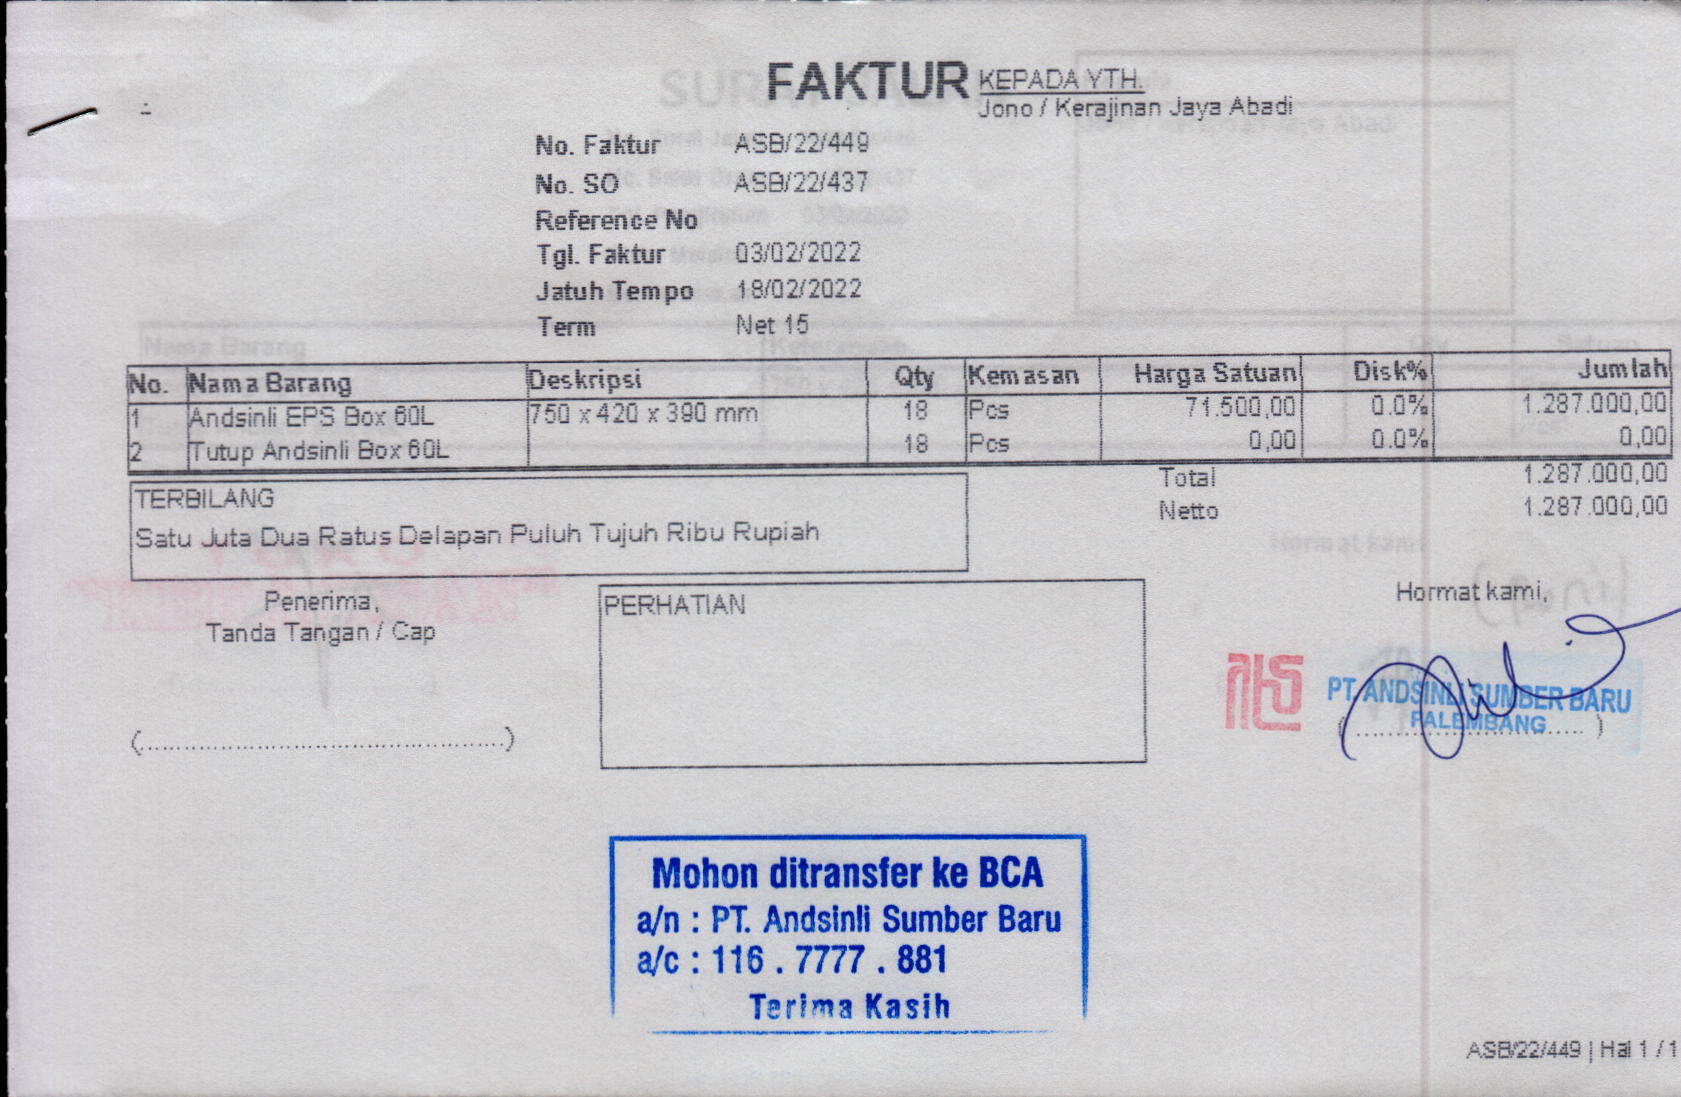 FAKTUR
KEPADA YTH.
Jono / Kerajinan Jaya Abadi
No. Faktur ASB/22/449
No. SO ASB/22/437
Reference No
Tgl. Faktur 03/02/2022
Jatuh Tempo 18/02/2022
Term Net 15
No. Nama Barang Deskripsi Qty Kemasan Harga Satuan Disk% Jumlah
1 Andsinli EPS Box 60L 750 x 420 x 390 mm 18 Pcs 71.500,00 0.0% 1.287.000,00
2 Tutup Andsinli Box 60L 18 Pcs 0,00 0.0% 0,00
Total 1.287.000,00
Netto 1.287.000,00
TERBILANG
Satu Juta Dua Ratus Delapan Puluh Tujuh Ribu Rupiah
Penerima,
Tanda Tangan / Cap
PERHATIAN
Hormat kami,
PT. ANDSINLI SUMBER BARU
PALEMBANG
Mohon ditransfer ke BCA
a/n : PT. Andsinli Sumber Baru
a/c : 116 . 7777 . 881
Terima Kasih
ASB/22/449 | Hal 1 / 1